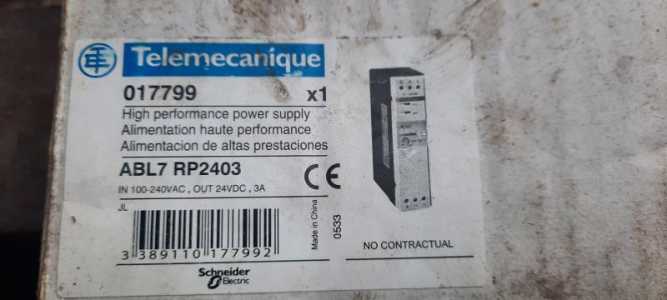 Telemecanique
017799 x1
High performance power supply
Alimentation haute performance
Alimentacion de altas prestaciones
ABL7 RP2403
IN 100-240VAC , OUT 24VDC , 3A
CE
JL
Made in China
0533
3 389110 177992
NO CONTRACTUAL
Schneider
Electric